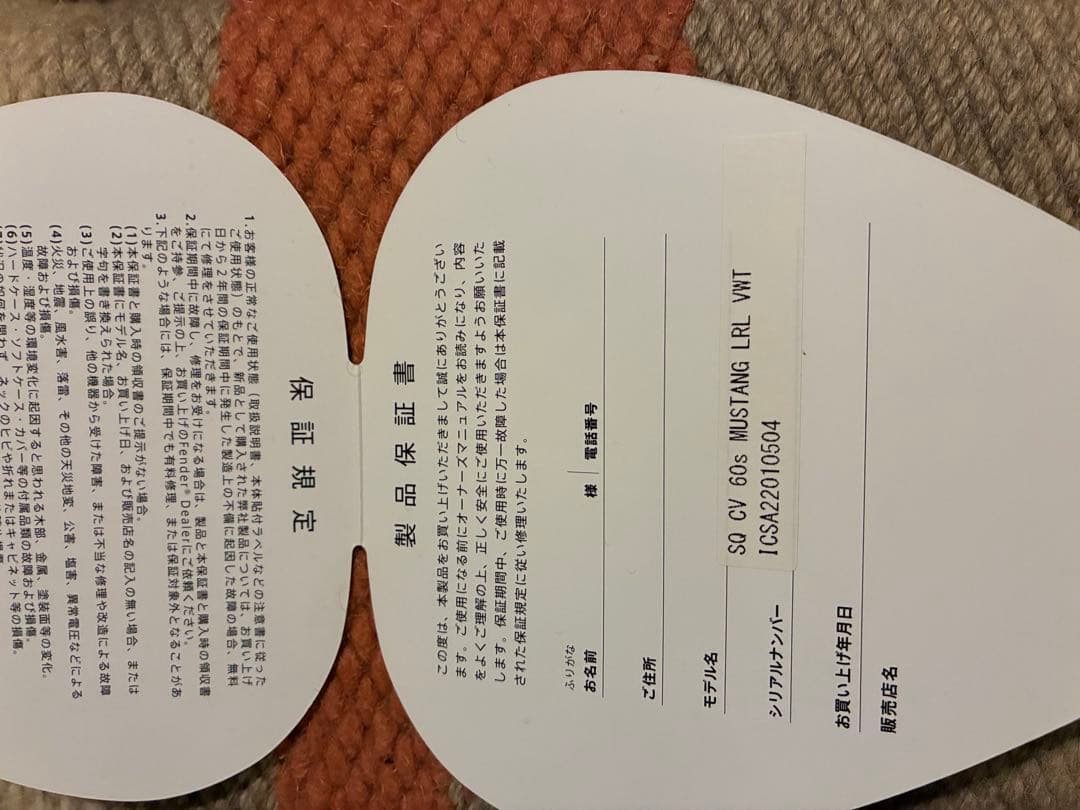 製品保証書
この度は、本製品をお買い上げいただきまして誠にありがとうござい
ます。ご使用になる前にオーナーズマニュアルをお読みになり、内容
をよくご理解の上、正しく安全にご使用いただきますようお願いいた
します。保証期間中、ご使用時に万一故障した場合は本保証書に記載
された保証規定に従い修理いたします。
ふりがな
お名前 様 電話番号
ご住所
モデル名 SQ CV 60s MUSTANG LRL VWT
シリアルナンバー ICSA22010504
お買い上げ年月日
販売店名
保証規定
1.お客様の正常なご使用状態(取扱説明書、本体貼付ラベルなどの注意書に従った
ご使用状態)のもとで、新品として購入された弊社製品については、お買い上げ
日から2年間の保証期間中に発生した製造上の不備に起因した故障の場合、無料
にて修理をさせていただきます。
2.保証期間中に故障し、修理をお受けになる場合は、製品と本保証書と購入時の領収書
をご持参、ご提示の上、お買い上げのFender® Dealerにご依頼ください。
3.下記のような場合には、保証期間中でも有料修理、または保証対象外となることがあ
ります。
(1)本保証書と購入時の領収書のご提示がない場合。
(2)本保証書にモデル名、お買い上げ日、および販売店名の記入の無い場合、または
字句を書き換えられた場合。
(3)ご使用上の誤り、他の機器から受けた障害、または不当な修理や改造による故障
および損傷。
(4)火災、地震、風水害、落雷、その他の天災地変、公害、塩害、異常電圧などによる
故障および損傷。
(5)温度・湿度等の環境変化に起因すると思われる木部、金属、塗装面等の変化。
(6)ハードケース・ソフトケース・カバー等の付属品類の故障および損傷。